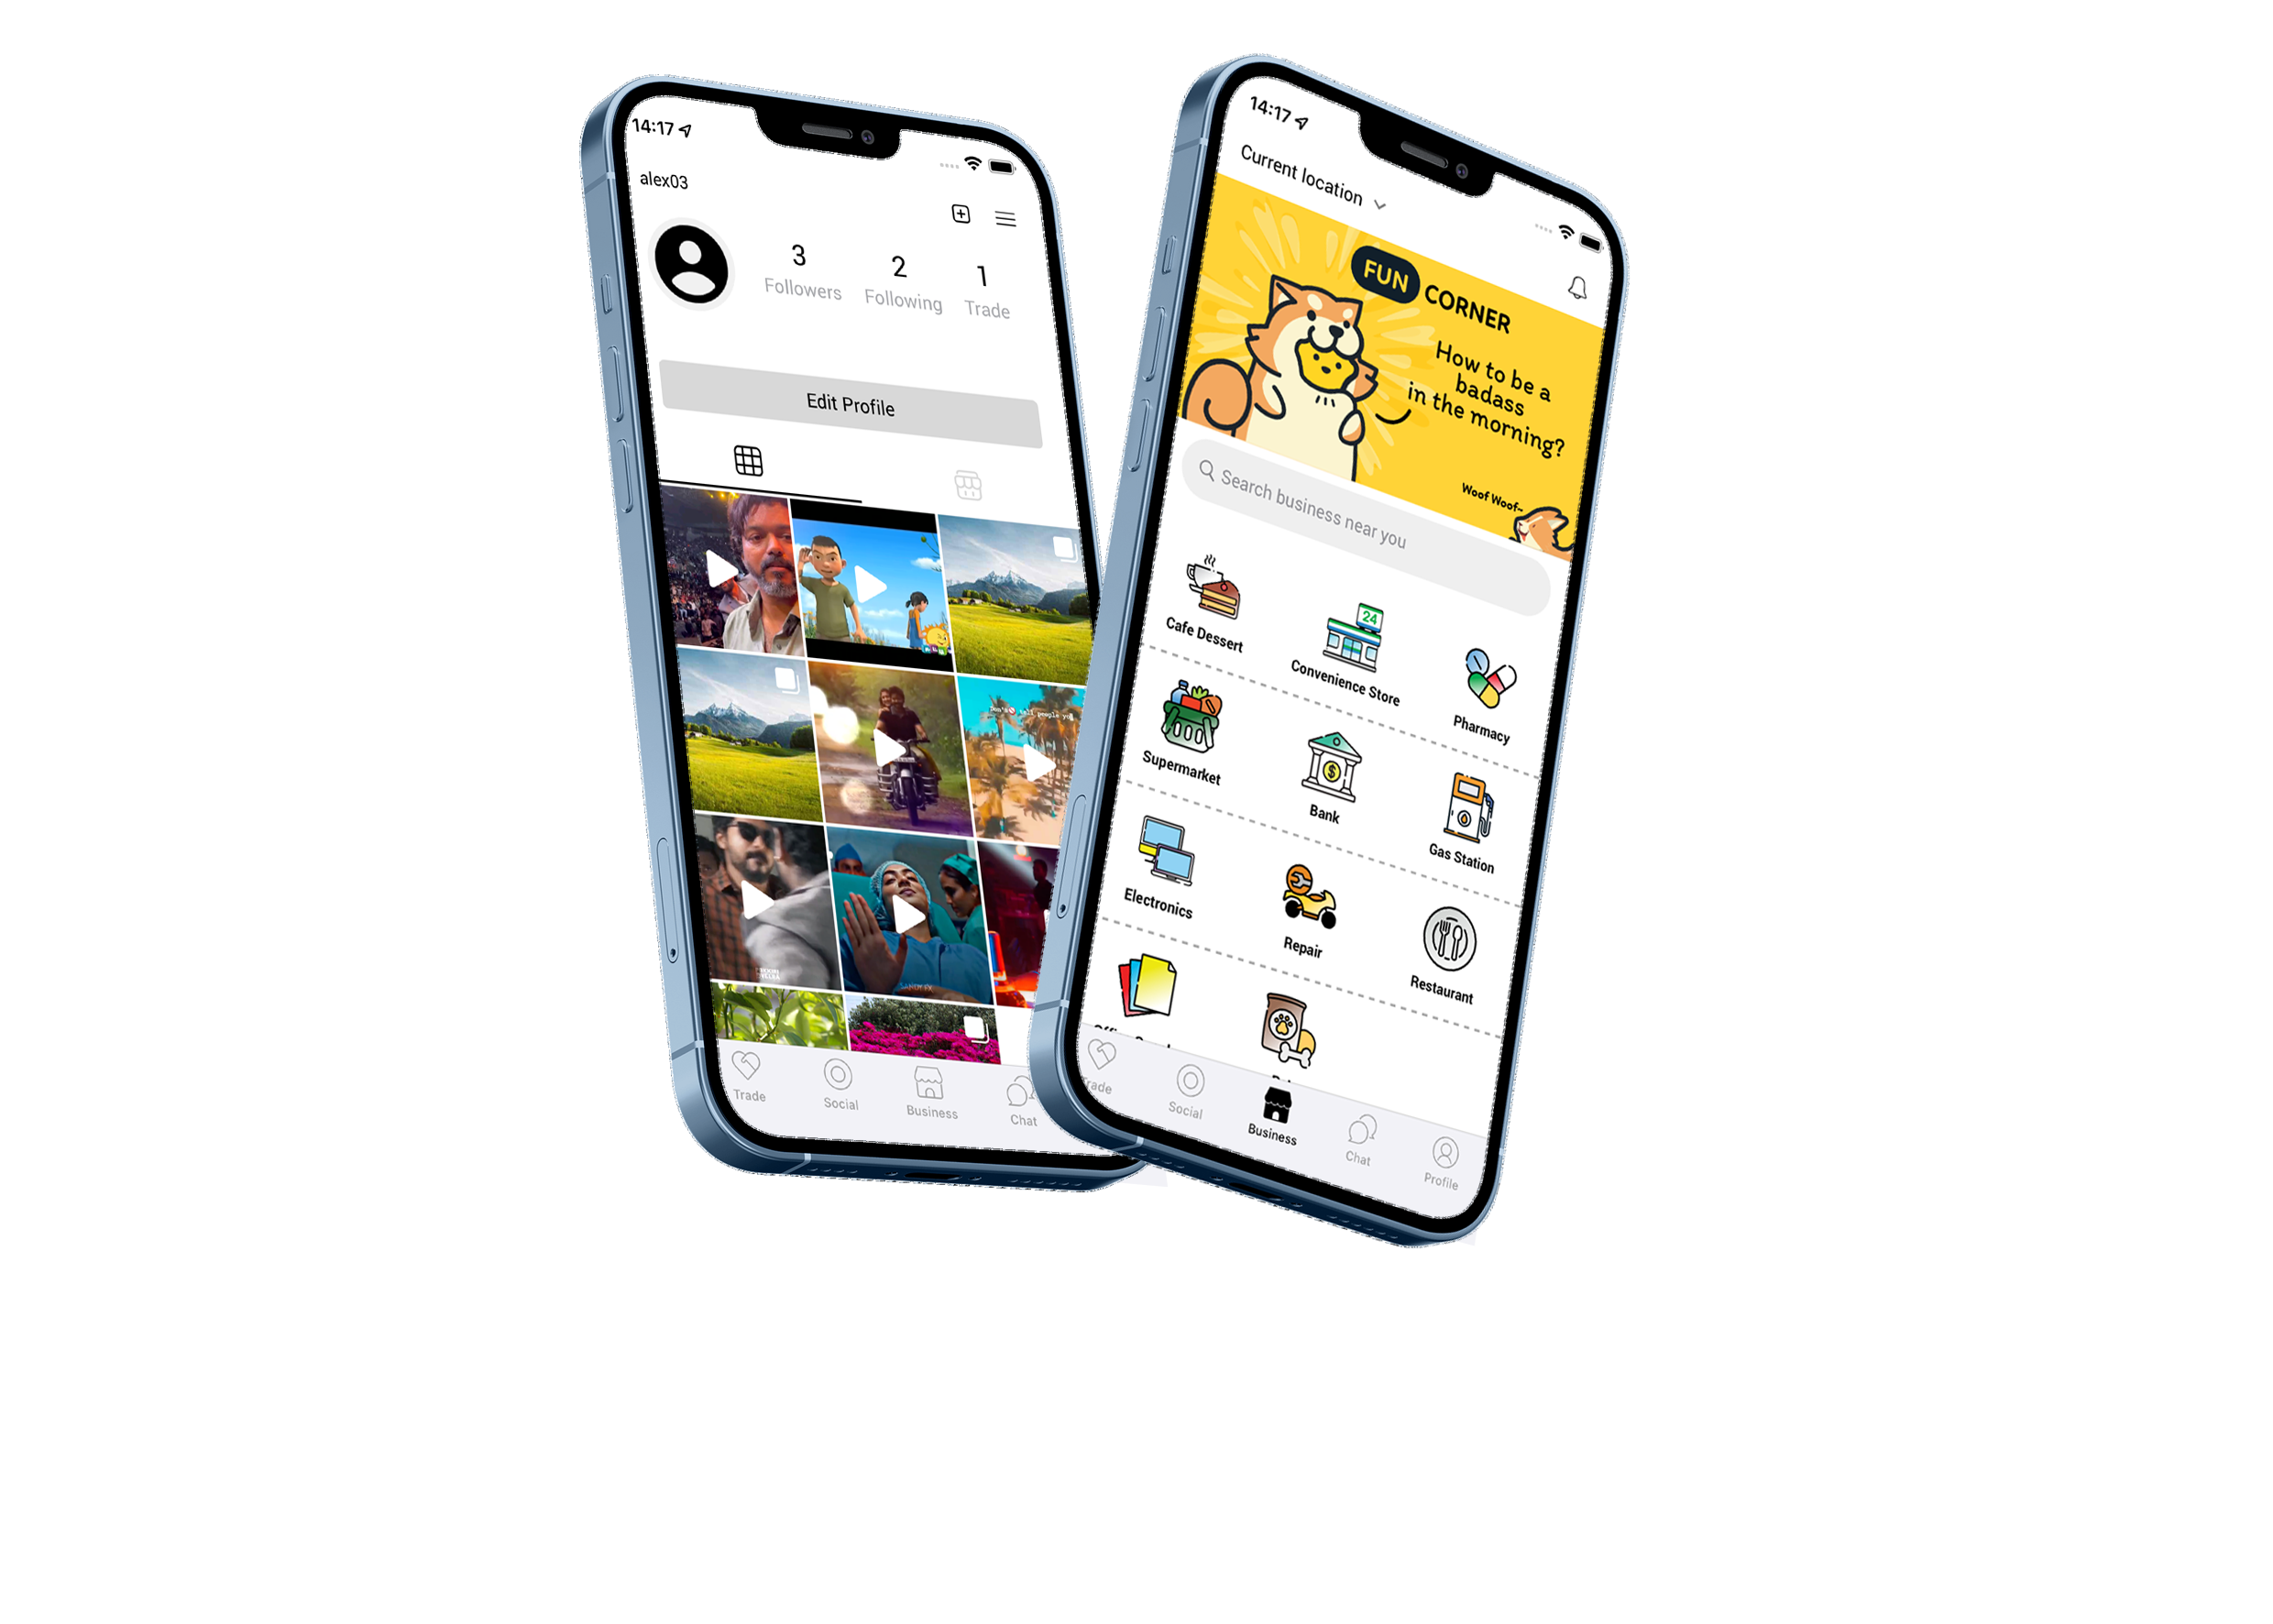 14:17
alex03
3
Followers
2
Following
1
Trade
Edit Profile
Trade
Social
Business
Chat
14:17
Current location
FUN CORNER
How to be a
badass
in the morning?
Woof Woof~
Search business near you
Cafe Dessert
24
Convenience Store
Pharmacy
Supermarket
Bank
Gas Station
Electronics
Repair
Restaurant
Trade
Social
Business
Chat
Profile